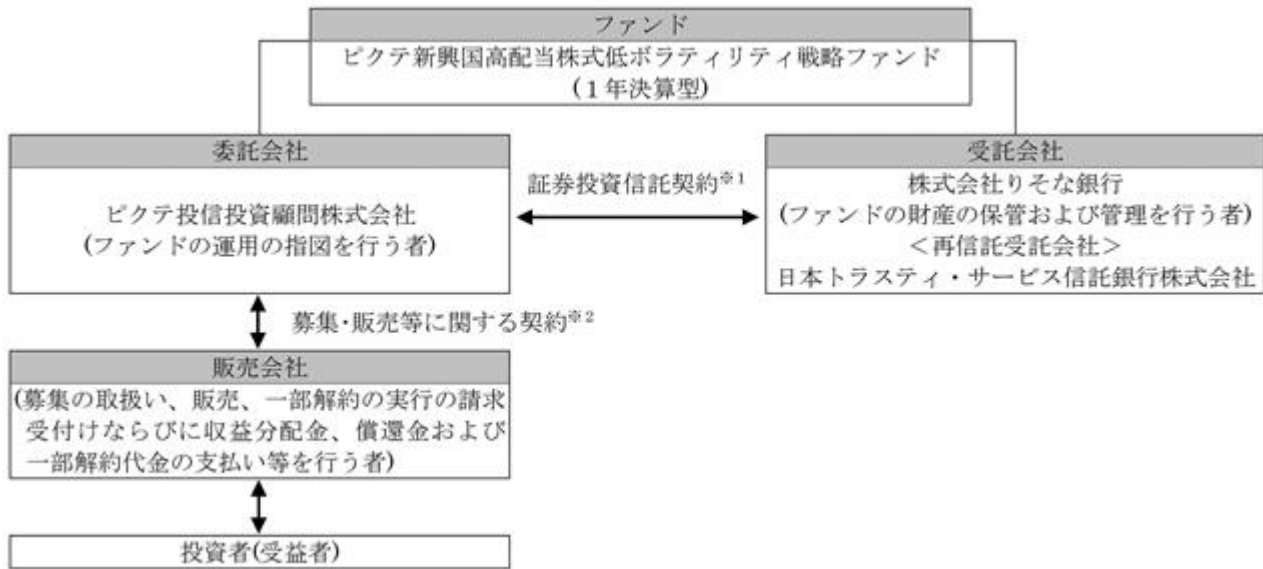 ファンド
ピクテ新興国高配当株式低ボラティリティ戦略ファンド
(１年決算型)
委託会社
ピクテ投信投資顧問株式会社
(ファンドの運用の指図を行う者)
証券投資信託契約※1
受託会社
株式会社りそな銀行
(ファンドの財産の保管および管理を行う者)
＜再信託受託会社＞
日本トラスティ・サービス信託銀行株式会社
募集・販売等に関する契約※2
販売会社
(募集の取扱い、販売、一部解約の実行の請求
受付けならびに収益分配金、償還金および
一部解約代金の支払い等を行う者)
投資者(受益者)